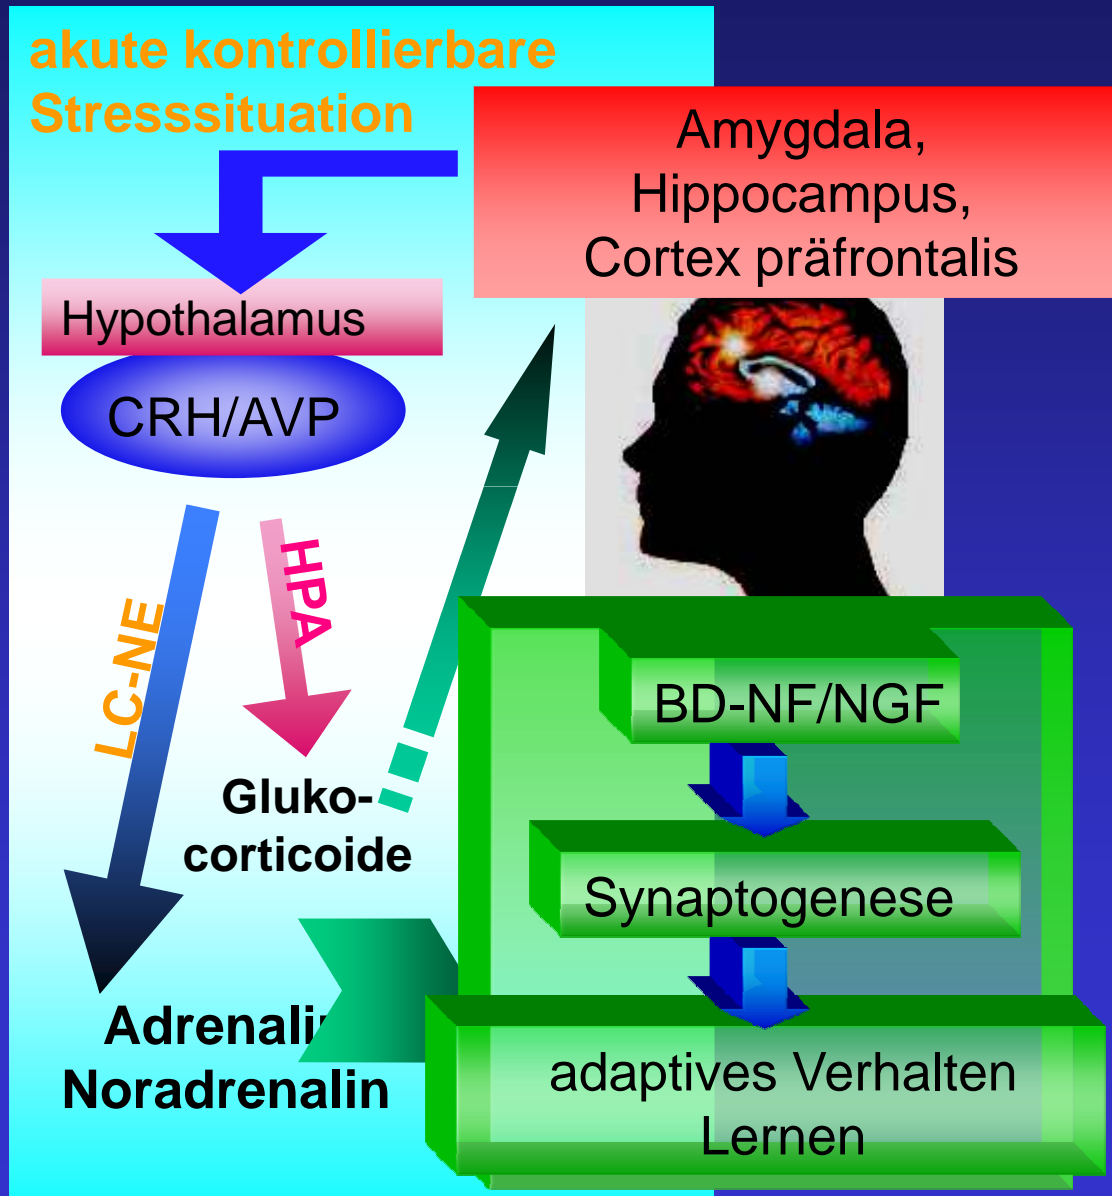 akute kontrollierbare
Stresssituation
Amygdala,
Hippocampus,
Cortex präfrontalis
Hypothalamus
CRH/AVP
LC-NE
HPA
Gluko-
corticoide
Adrenalin
Noradrenalin
BD-NF/NGF
Synaptogenese
adaptives Verhalten
Lernen